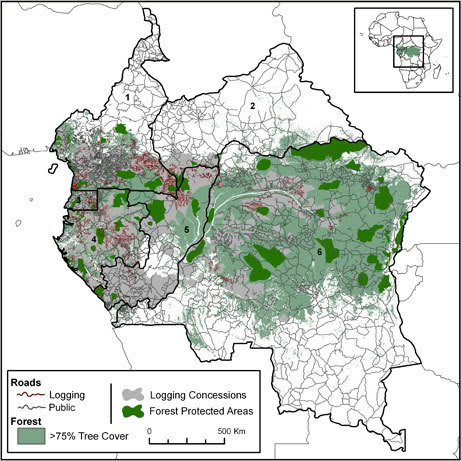 1
2
3
4
5
6
Roads
Logging
Public
Forest
>75% Tree Cover
Logging Concessions
Forest Protected Areas
0 500 Km